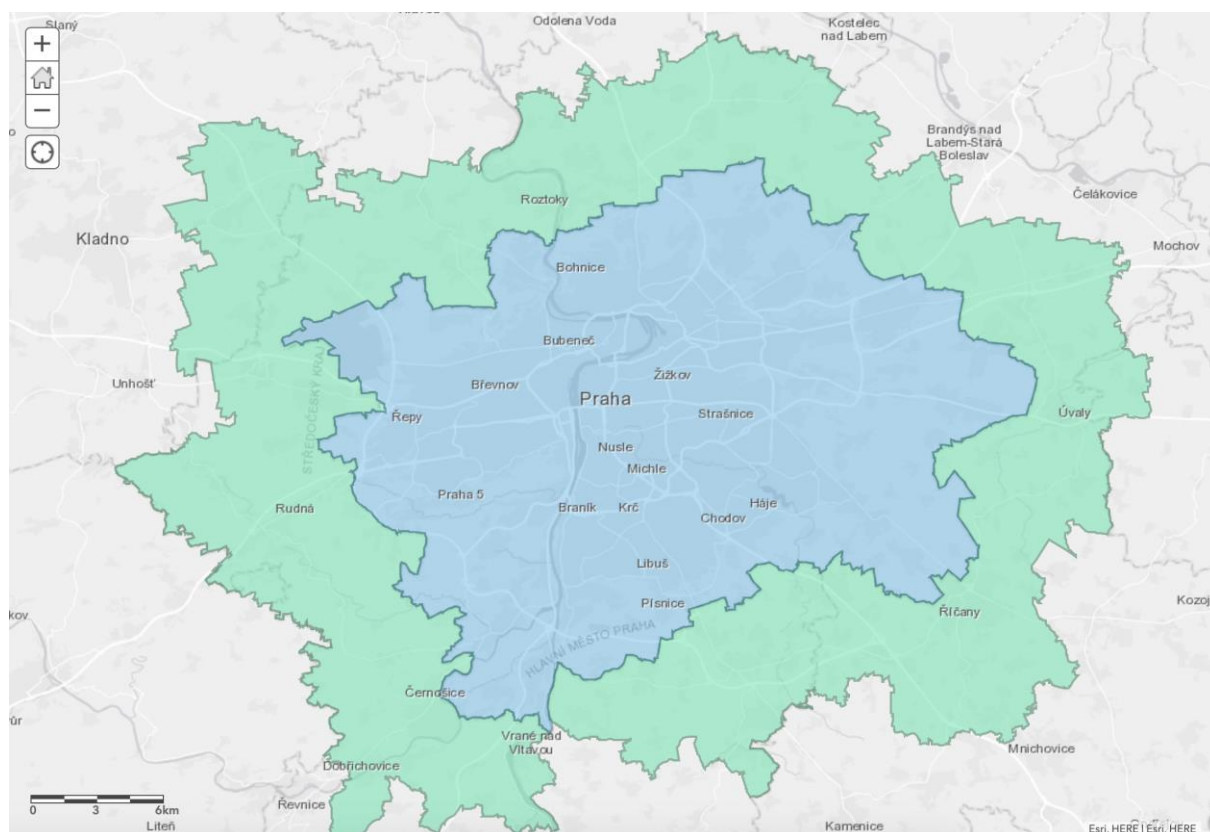 Slaný
Odolena Voda
Kostelec
nad Labem
+
−
Brandýs nad
Labem-Stará
Boleslav
Čelákovice
Roztoky
Kladno
Mochov
Bohnice
Bubeneč
Unhošť
Břevnov
Žižkov
Praha
STŘEDOČESKÝ KRAJ
Řepy
Strašnice
Úvaly
Nusle
Michle
Praha 5
Rudná
Braník
Krč
Háje
Chodov
Libuš
Písnice
Říčany
Kozoj
kov
HLAVNÍ MĚSTO PRAHA
Černošice
ůr
Vrané nad
Vltavou
Mnichovice
Dobřichovice
Řevnice
0 3 6km
Liteň
Kamenice
Esri, HERE | Esri, HERE